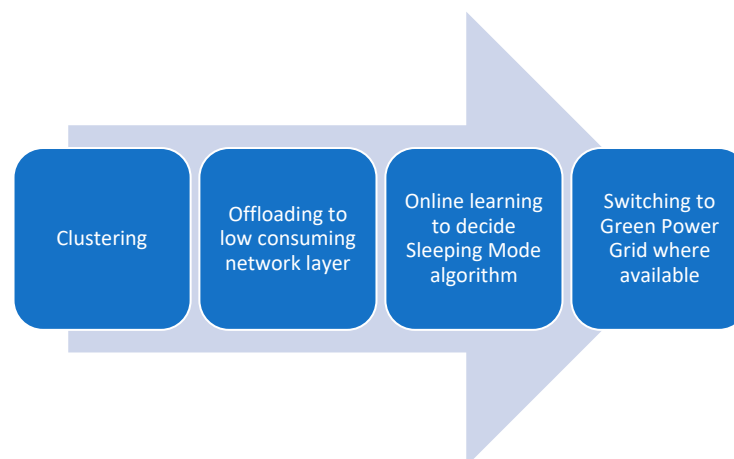 Clustering
Offloading to
low consuming
network layer
Online learning
to decide
Sleeping Mode
algorithm
Switching to
Green Power
Grid where
available